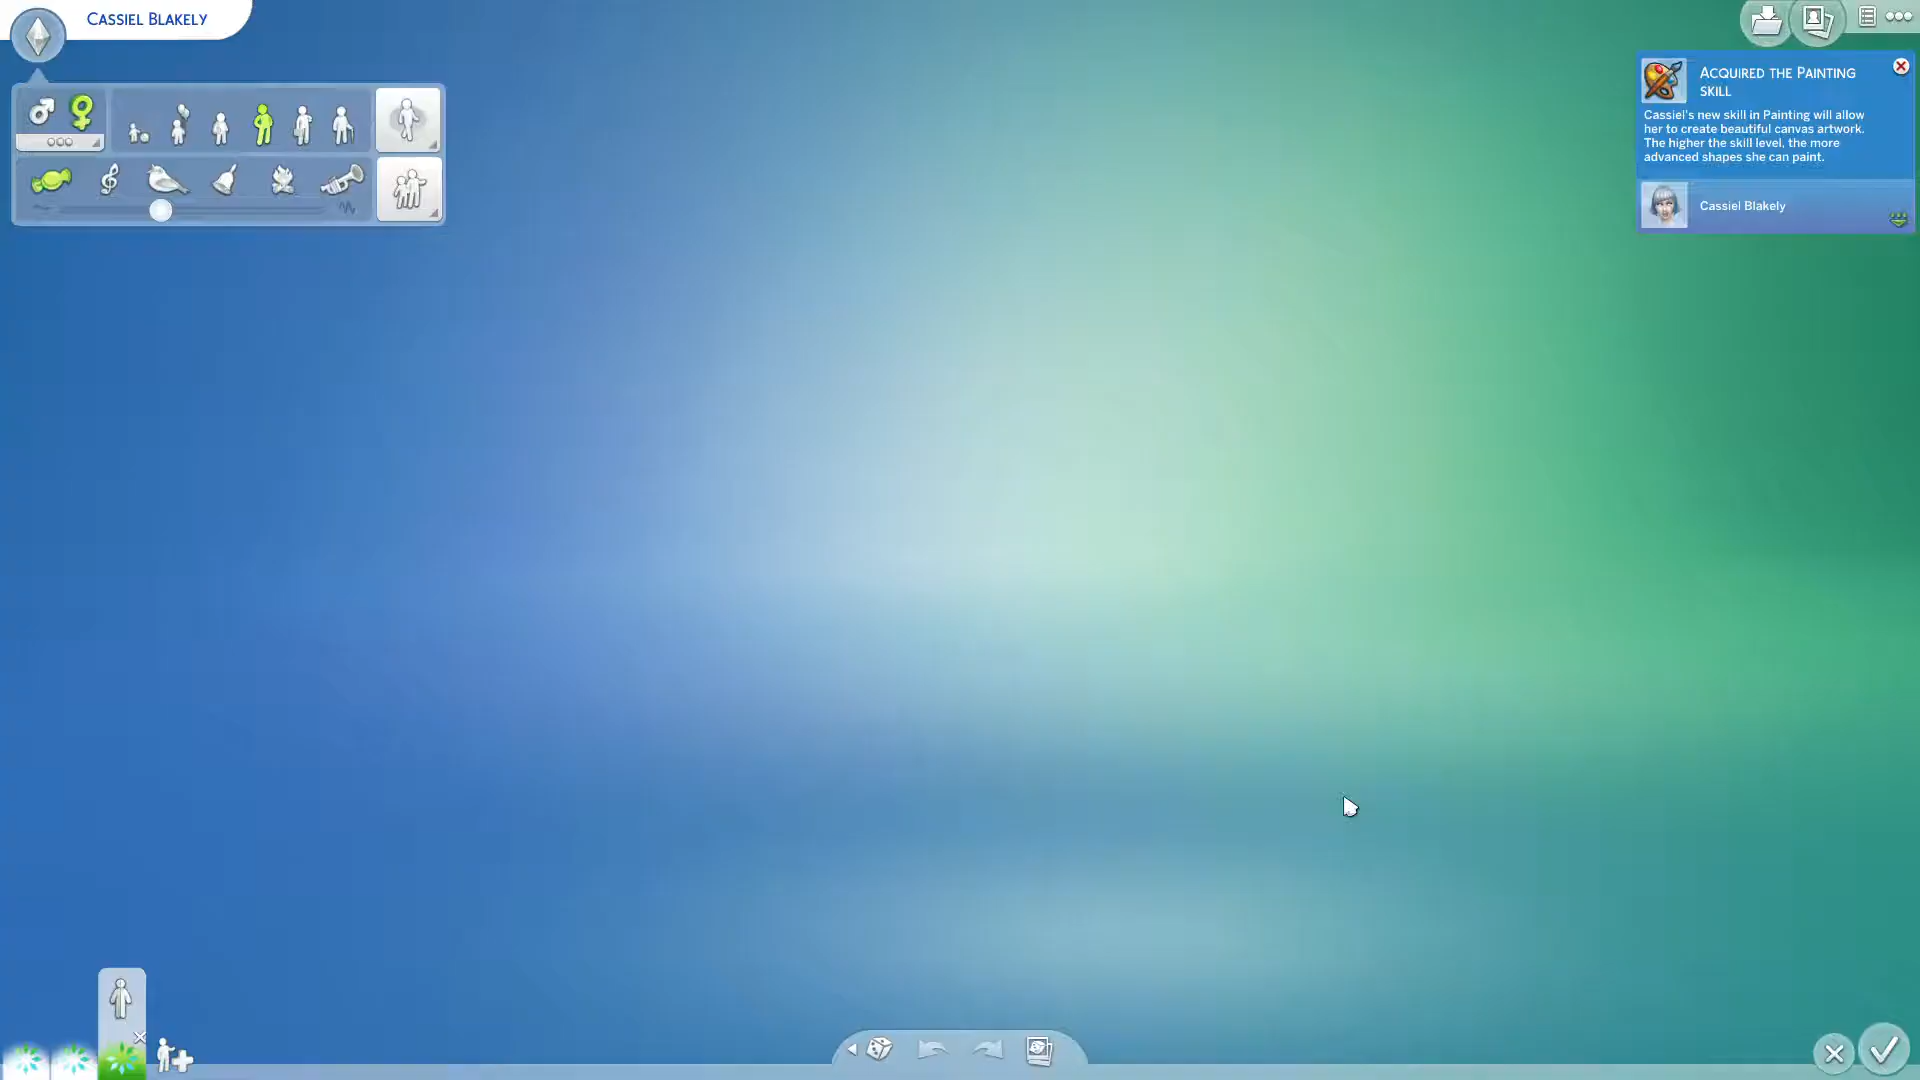 Cassiel Blakely
Acquired the Painting
skill
Cassiel's new skill in Painting will allow
her to create beautiful canvas artwork.
The higher the skill level, the more
advanced shapes she can paint.
Cassiel Blakely